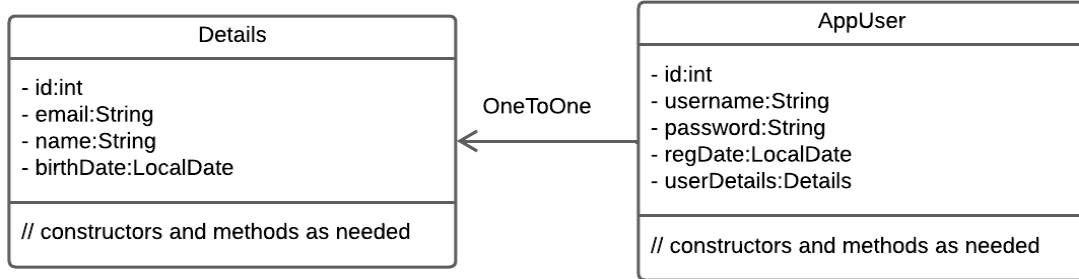 Details
- id:int
- email:String
- name:String
- birthDate:LocalDate
// constructors and methods as needed
OneToOne
AppUser
- id:int
- username:String
- password:String
- regDate:LocalDate
- userDetails:Details
// constructors and methods as needed